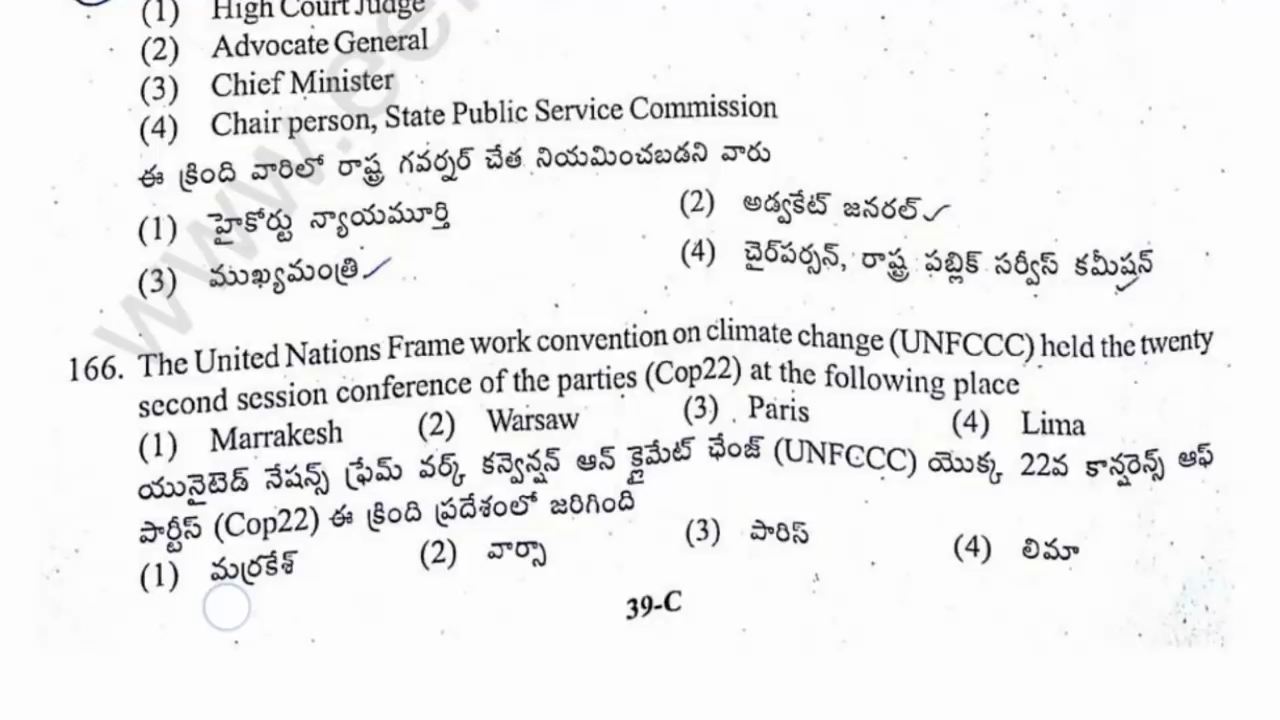 (1) High Court Judge
(2) Advocate General
(3) Chief Minister
(4) Chair person, State Public Service Commission
ఈ క్రింది వారిలో రాష్ట్ర గవర్నర్ చేత నియమించబడని వారు
(1) హైకోర్టు న్యాయమూర్తి (2) అడ్వకేట్ జనరల్
(3) ముఖ్యమంత్రి (4) చైర్‌పర్సన్, రాష్ట్ర పబ్లిక్ సర్వీస్ కమీషన్
166. The United Nations Frame work convention on climate change (UNFCCC) held the twenty
second session conference of the parties (Cop22) at the following place
(1) Marrakesh (2) Warsaw (3) Paris (4) Lima
యునైటెడ్ నేషన్స్ ఫ్రేమ్ వర్క్ కన్వెన్షన్ ఆన్ క్లైమేట్ ఛేంజ్ (UNFCCC) యొక్క 22వ కాన్ఫరెన్స్ ఆఫ్
పార్టీస్ (Cop22) ఈ క్రింది ప్రదేశంలో జరిగింది
(1) మర్రకేశ్ (2) వార్సా (3) పారిస్ (4) లిమా
39-C